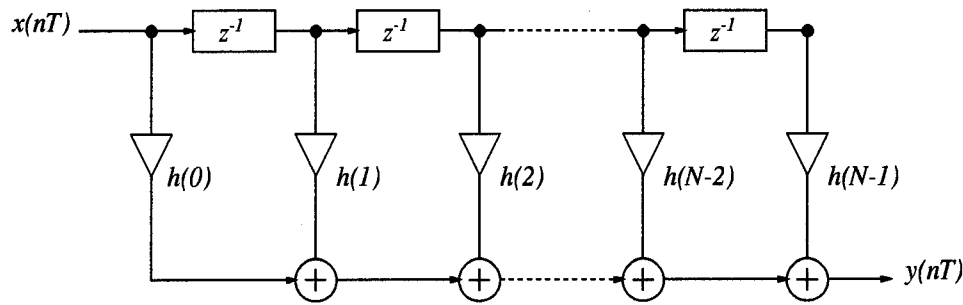 x(nT) z⁻¹ z⁻¹ z⁻¹
h(0) h(1) h(2) h(N-2) h(N-1)
+ + + + y(nT)